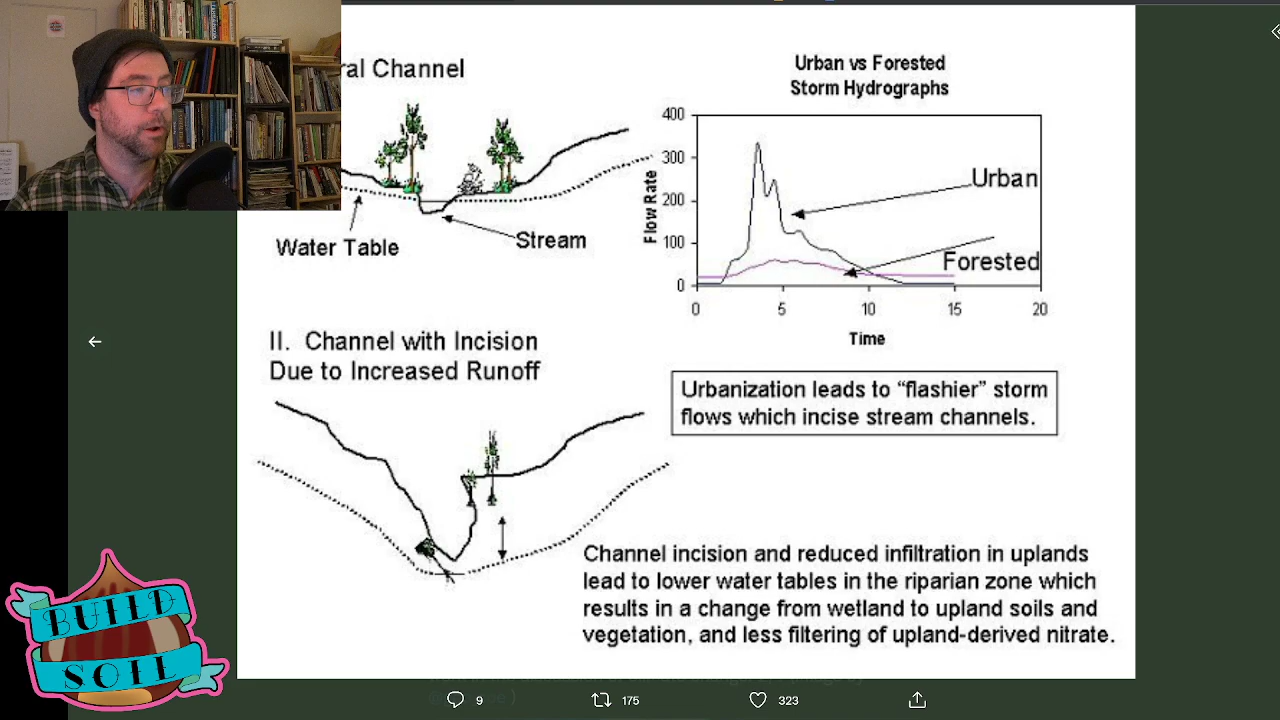 ral Channel
Water Table
Stream
Urban vs Forested
Storm Hydrographs
400
300
200
100
0
Flow Rate
0 5 10 15 20
Time
Urban
Forested
II. Channel with Incision
Due to Increased Runoff
Urbanization leads to “flashier” storm
flows which incise stream channels.
Channel incision and reduced infiltration in uplands
lead to lower water tables in the riparian zone which
results in a change from wetland to upland soils and
vegetation, and less filtering of upland-derived nitrate.
BUILD
SOIL
9 175 323